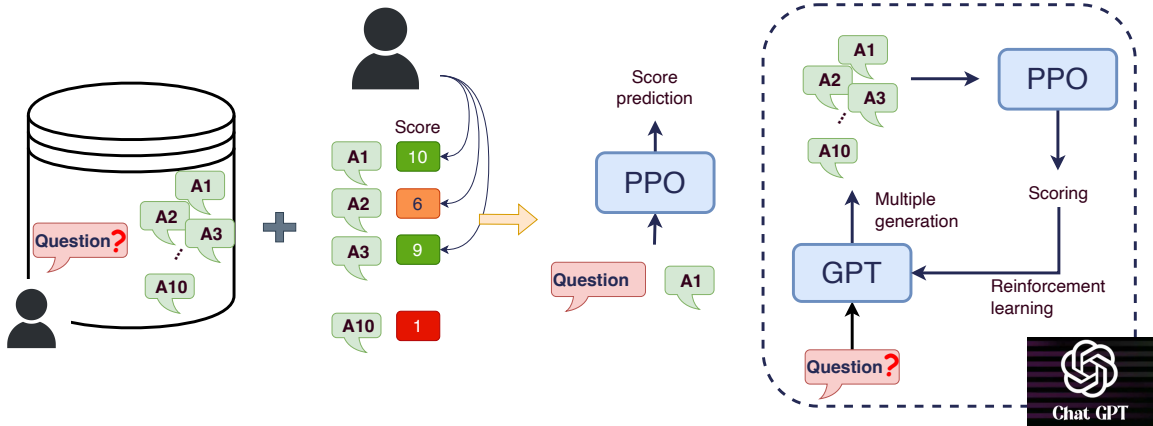 Question?
A1
A2
A3
A10
Score
A1
10
A2
6
A3
9
A10
1
Score
prediction
PPO
Question
A1
A1
A2
A3
A10
PPO
Multiple
generation
Scoring
GPT
Reinforcement
learning
Question?
Chat GPT